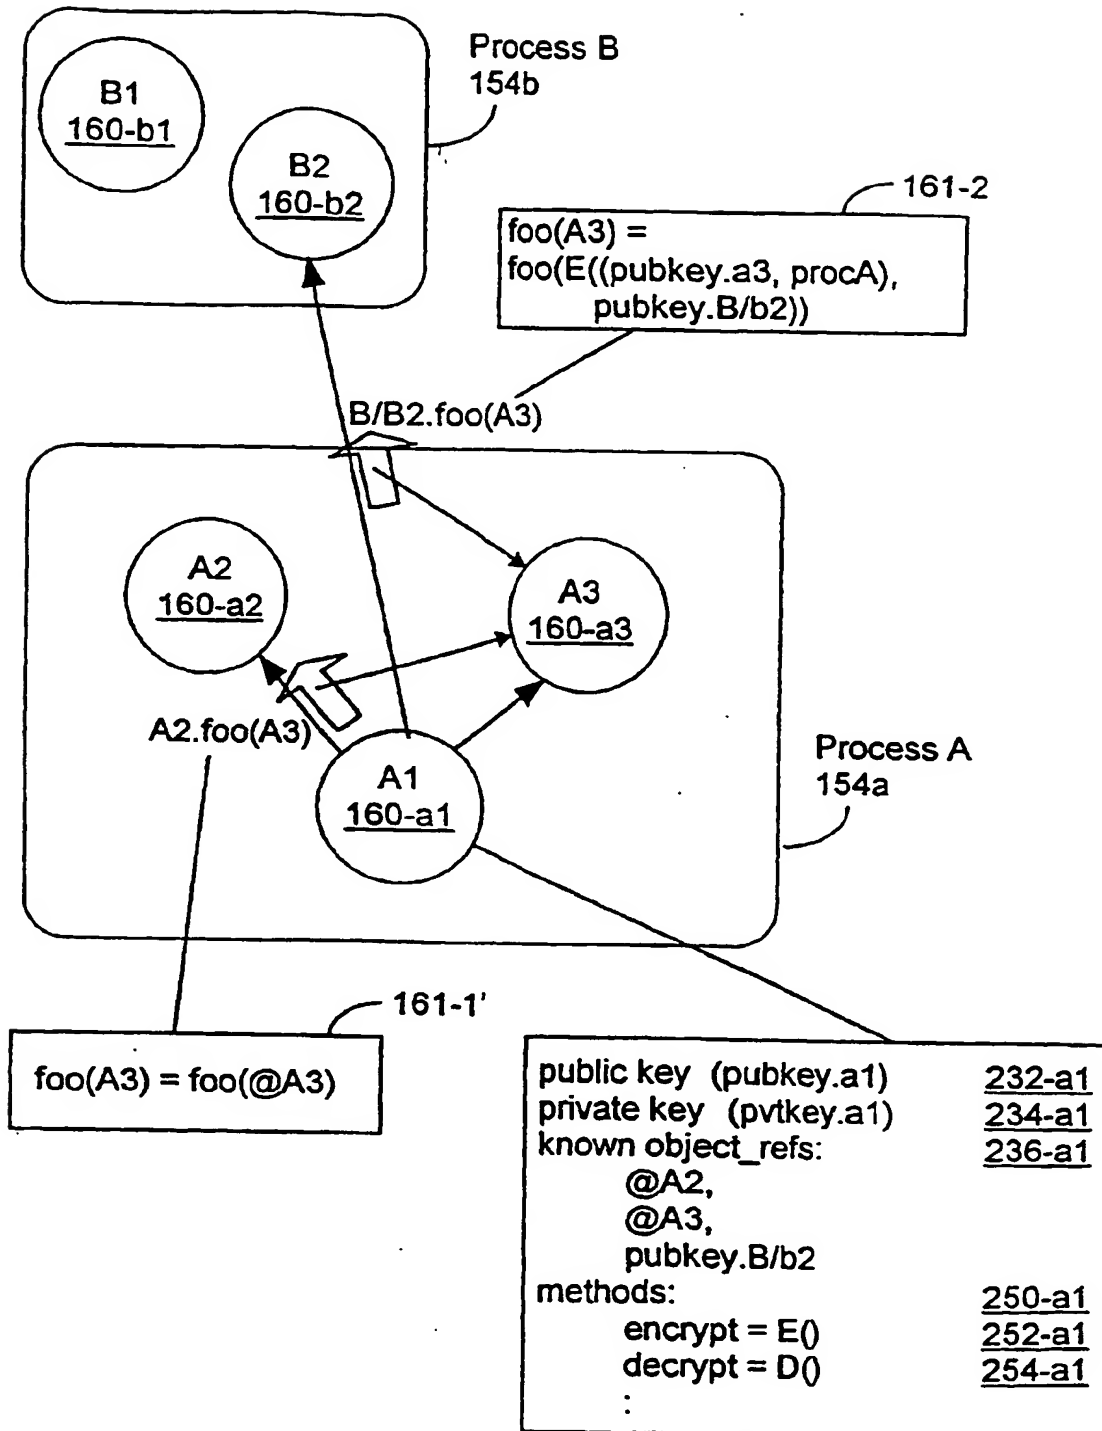 Process B
154b
B1
160-b1
B2
160-b2
161-2
foo(A3) =
foo(E((pubkey.a3, procA),
pubkey.B/b2))
B/B2.foo(A3)
A2
160-a2
A3
160-a3
A2.foo(A3)
A1
160-a1
Process A
154a
161-1'
foo(A3) = foo(@A3)
public key (pubkey.a1) 232-a1
private key (pvtkey.a1) 234-a1
known object_refs: 236-a1
@A2,
@A3,
pubkey.B/b2
methods: 250-a1
encrypt = E() 252-a1
decrypt = D() 254-a1
: